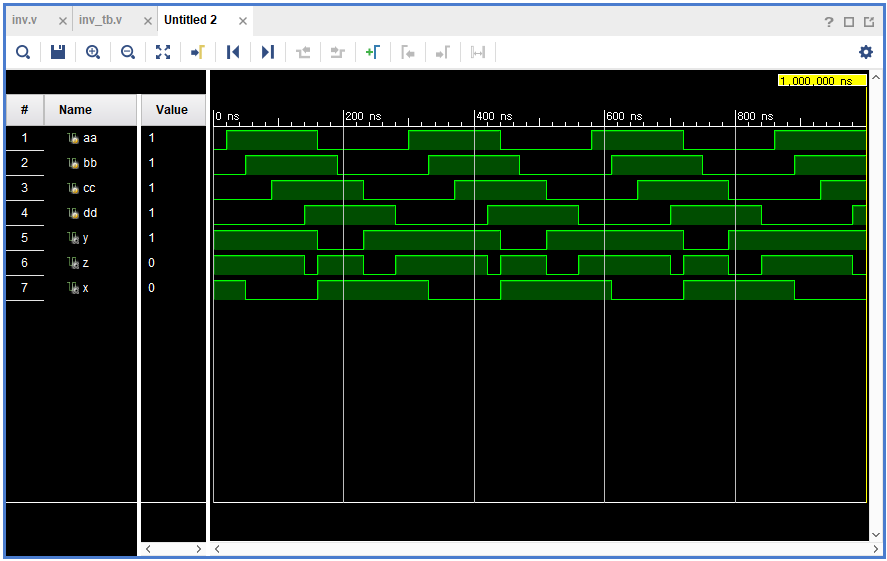 inv.v × inv_tb.v × Untitled 2 ×
?
1,000,000 ns
# Name Value
0 ns 200 ns 400 ns 600 ns 800 ns
1 aa 1
2 bb 1
3 cc 1
4 dd 1
5 y 1
6 z 0
7 x 0